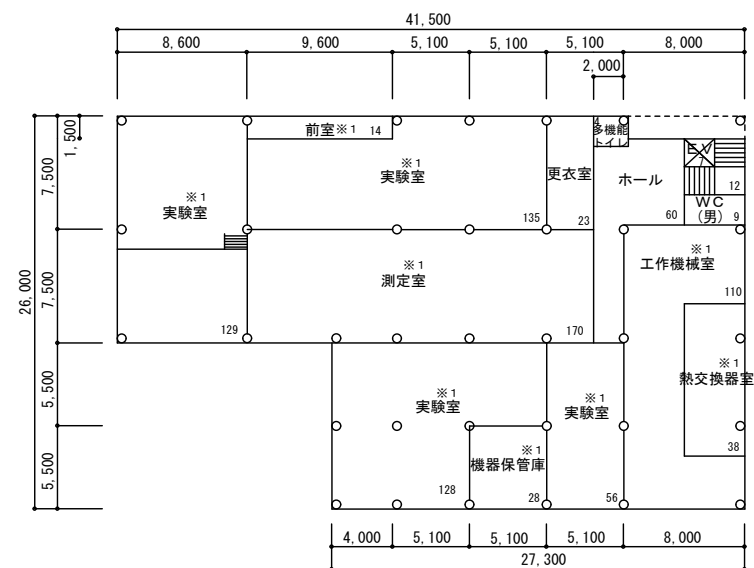 41,500
8,600
9,600
5,100
5,100
5,100
8,000
2,000
1,500
7,500
7,500
5,500
5,500
26,000
前室※1
14
※1
実験室
※1
実験室
135
更衣室
23
多機能
トイレ
4
ホール
60
EV
7
12
WC
(男)
9
※1
工作機械室
110
※1
測定室
170
129
※1
熱交換器室
38
※1
実験室
128
※1
機器保管庫
28
※1
実験室
56
4,000
5,100
5,100
5,100
8,000
27,300